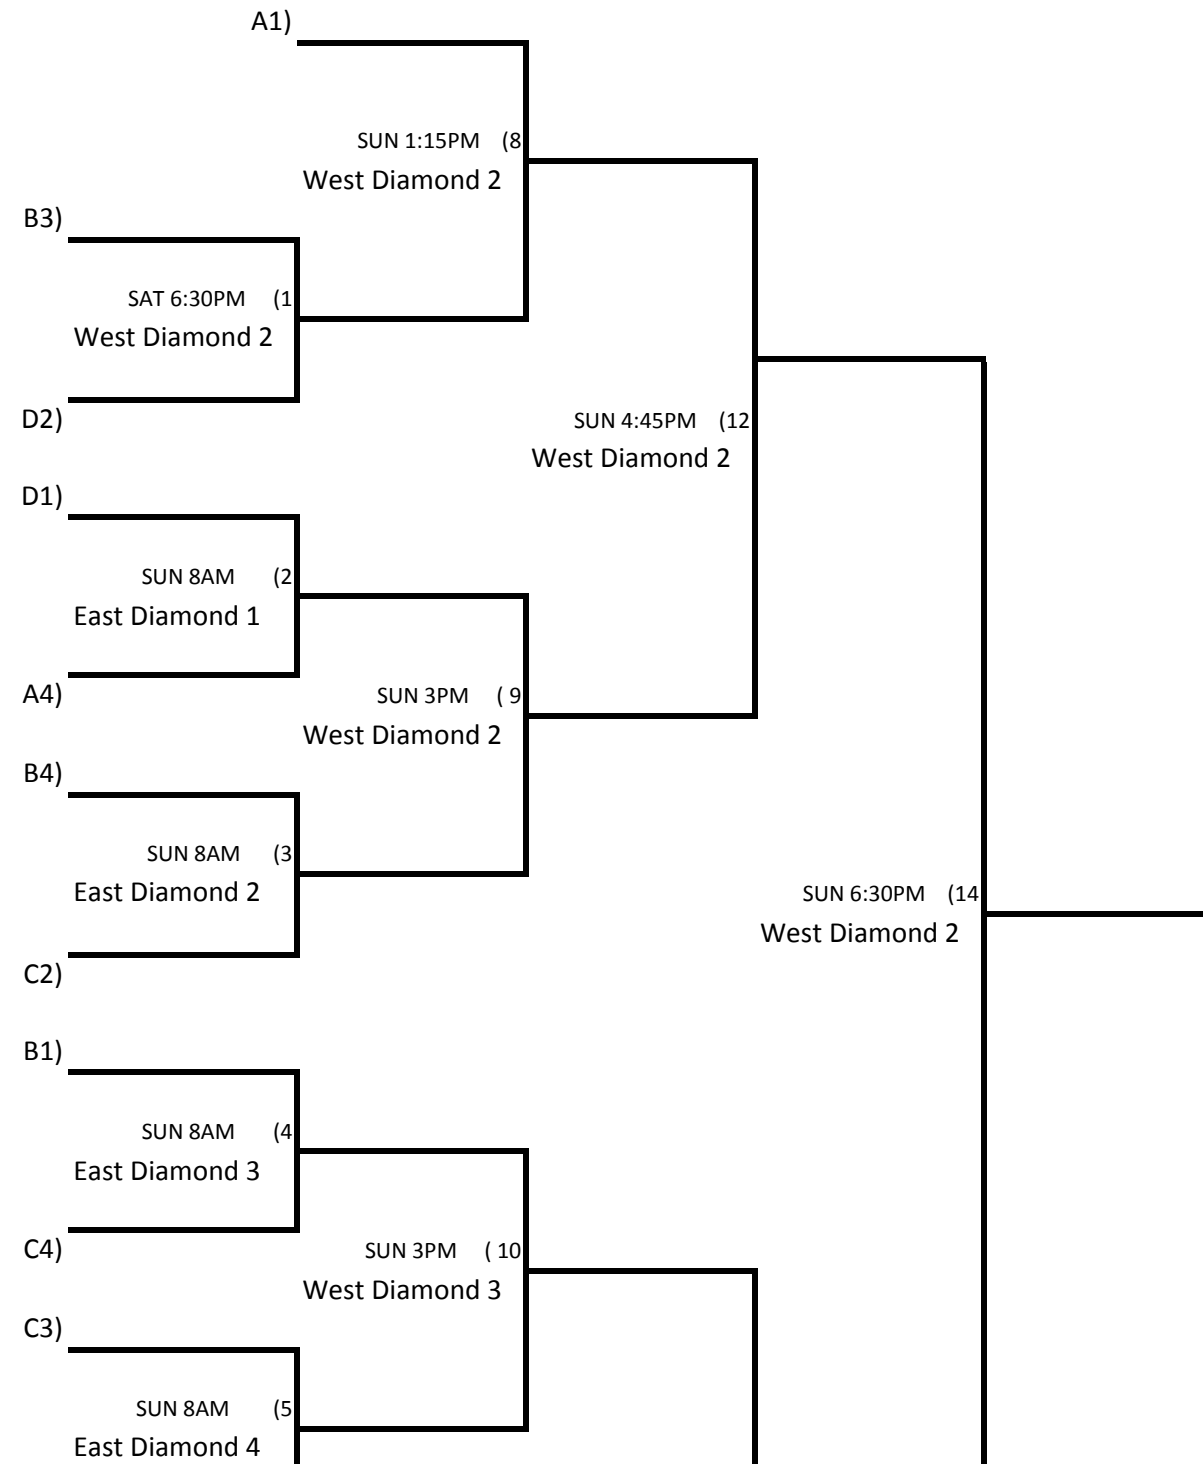 A1)
SUN 1:15PM (8
West Diamond 2
B3)
SAT 6:30PM (1
West Diamond 2
D2)
SUN 4:45PM (12
West Diamond 2
D1)
SUN 8AM (2
East Diamond 1
A4)
SUN 3PM ( 9
West Diamond 2
B4)
SUN 8AM (3
East Diamond 2
SUN 6:30PM (14
West Diamond 2
C2)
B1)
SUN 8AM (4
East Diamond 3
C4)
SUN 3PM ( 10
West Diamond 3
C3)
SUN 8AM (5
East Diamond 4